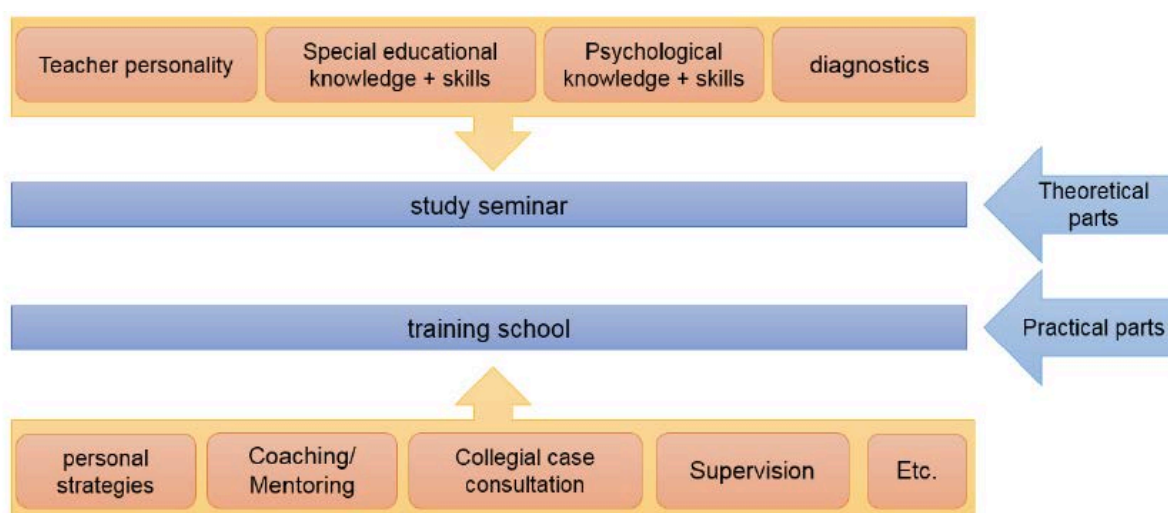 Teacher personality
Special educational
knowledge + skills
Psychological
knowledge + skills
diagnostics
study seminar
Theoretical
parts
training school
Practical parts
personal
strategies
Coaching/
Mentoring
Collegial case
consultation
Supervision
Etc.